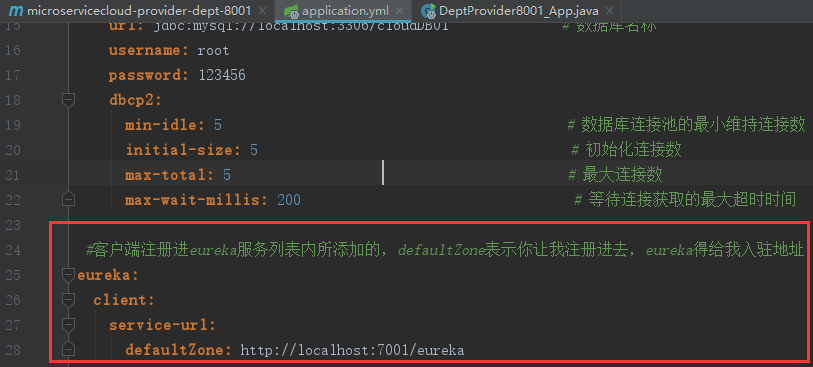 microservicecloud-provider-dept-8001 × application.yml × DeptProvider8001_App.java ×
15 url: jdbc:mysql://localhost:3306/cloudDB01 # 数据库名称
16 username: root
17 password: 123456
18 dbcp2:
19 min-idle: 5 # 数据库连接池的最小维持连接数
20 initial-size: 5 # 初始化连接数
21 max-total: 5 # 最大连接数
22 max-wait-millis: 200 # 等待连接获取的最大超时时间
23
24 #客户端注册进eureka服务列表内所添加的，defaultZone表示你让我注册进去，eureka得给我入驻地址
25 eureka:
26 client:
27 service-url:
28 defaultZone: http://localhost:7001/eureka